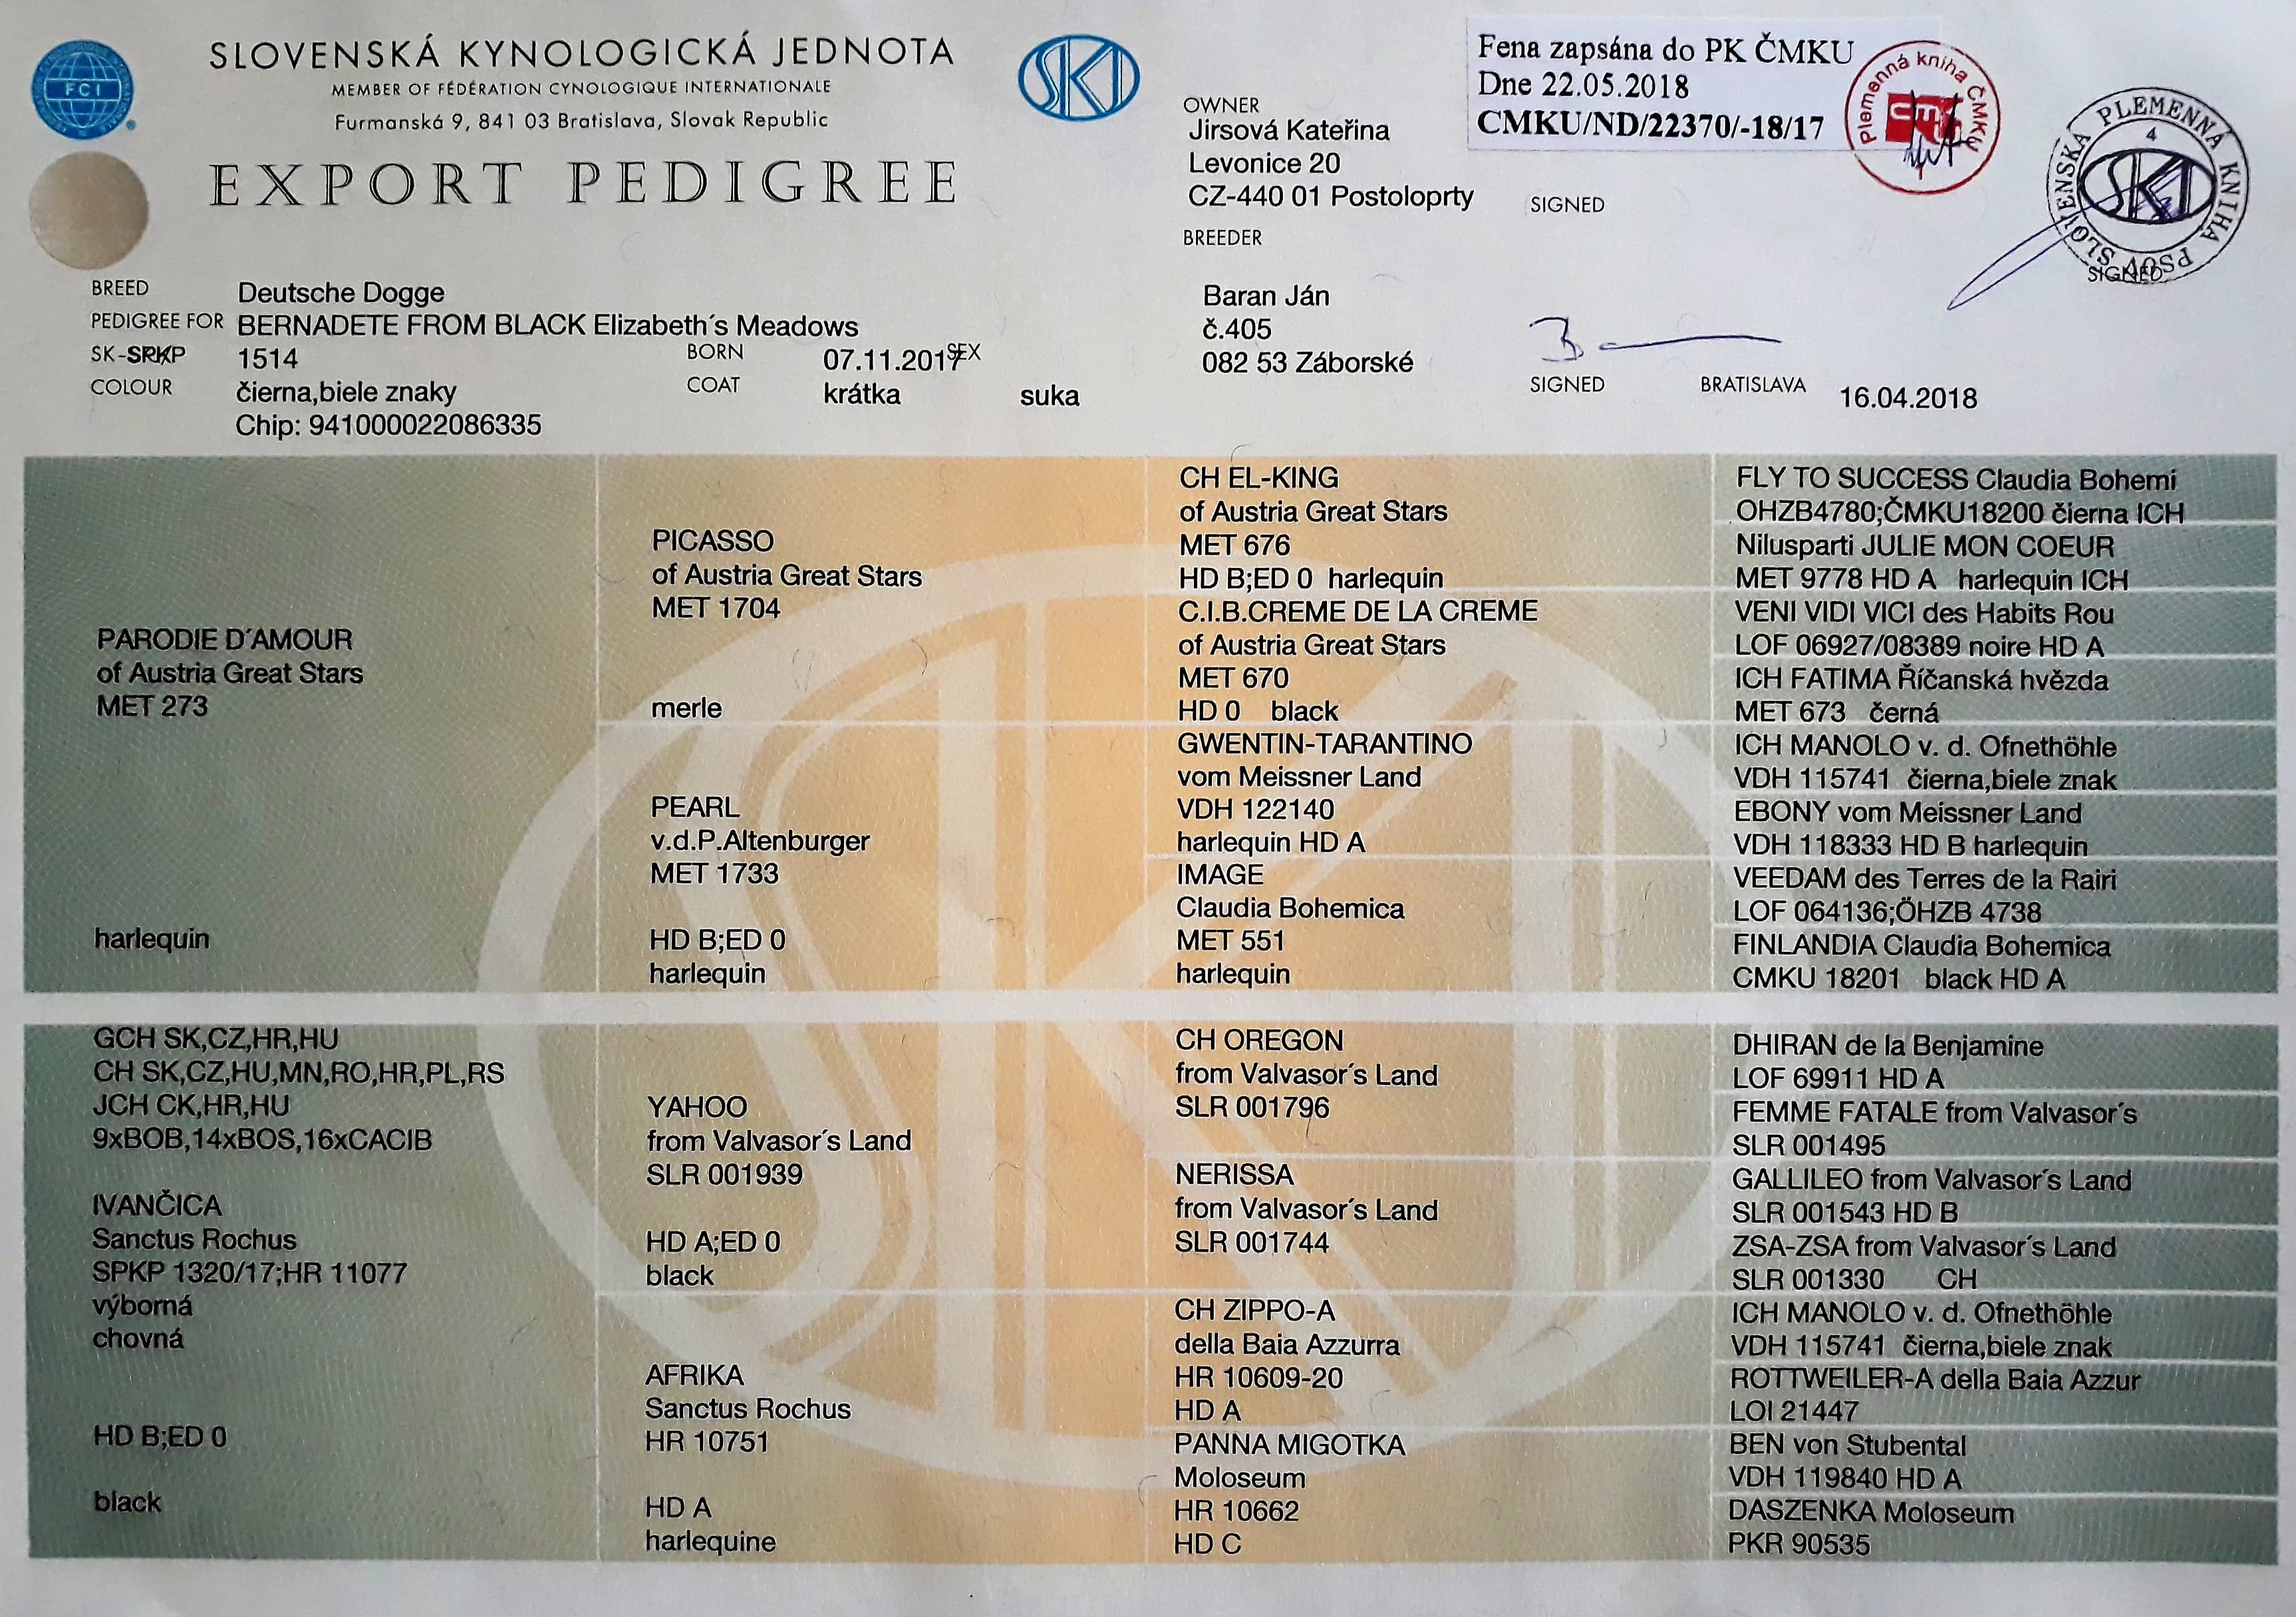 SLOVENSKÁ KYNOLOGICKÁ JEDNOTA
MEMBER OF FÉDÉRATION CYNOLOGIQUE INTERNATIONALE
Furmanská 9, 841 03 Bratislava, Slovak Republic
EXPORT PEDIGREE
FCI
SKJ
Fena zapsána do PK ČMKU
Dne 22.05.2018
CMKU/ND/22370/-18/17
Plemenná kniha ČMKU
SLOVENSKÁ PLEMENNÁ KNIHA PSOV
4
SKJ
OWNER
Jirsová Kateřina
Levonice 20
CZ-440 01 Postoloprty
SIGNED
SIGNED
BREEDER
Baran Ján
č.405
082 53 Záborské
SIGNED
BRATISLAVA 16.04.2018
BREED Deutsche Dogge
PEDIGREE FOR BERNADETE FROM BLACK Elizabeth´s Meadows
SK-SPKP 1514 BORN 07.11.2017 SEX
COLOUR čierna,biele znaky COAT krátka suka
Chip: 941000022086335
PARODIE D´AMOUR
of Austria Great Stars
MET 273
harlequin
PICASSO
of Austria Great Stars
MET 1704
merle
PEARL
v.d.P.Altenburger
MET 1733
HD B;ED 0
harlequin
CH EL-KING
of Austria Great Stars
MET 676
HD B;ED 0 harlequin
C.I.B.CREME DE LA CREME
of Austria Great Stars
MET 670
HD 0 black
GWENTIN-TARANTINO
vom Meissner Land
VDH 122140
harlequin HD A
IMAGE
Claudia Bohemica
MET 551
harlequin
FLY TO SUCCESS Claudia Bohemi
OHZB4780;ČMKU18200 čierna ICH
Nilusparti JULIE MON COEUR
MET 9778 HD A harlequin ICH
VENI VIDI VICI des Habits Rou
LOF 06927/08389 noire HD A
ICH FATIMA Říčanská hvězda
MET 673 černá
ICH MANOLO v. d. Ofnethöhle
VDH 115741 čierna,biele znak
EBONY vom Meissner Land
VDH 118333 HD B harlequin
VEEDAM des Terres de la Rairi
LOF 064136;ÖHZB 4738
FINLANDIA Claudia Bohemica
CMKU 18201 black HD A
GCH SK,CZ,HR,HU
CH SK,CZ,HU,MN,RO,HR,PL,RS
JCH CK,HR,HU
9xBOB,14xBOS,16xCACIB
IVANČICA
Sanctus Rochus
SPKP 1320/17;HR 11077
výborná
chovná
HD B;ED 0
black
YAHOO
from Valvasor´s Land
SLR 001939
HD A;ED 0
black
AFRIKA
Sanctus Rochus
HR 10751
HD A
harlequine
CH OREGON
from Valvasor´s Land
SLR 001796
NERISSA
from Valvasor´s Land
SLR 001744
CH ZIPPO-A
della Baia Azzurra
HR 10609-20
HD A
PANNA MIGOTKA
Moloseum
HR 10662
HD C
DHIRAN de la Benjamine
LOF 69911 HD A
FEMME FATALE from Valvasor´s
SLR 001495
GALLILEO from Valvasor´s Land
SLR 001543 HD B
ZSA-ZSA from Valvasor´s Land
SLR 001330 CH
ICH MANOLO v. d. Ofnethöhle
VDH 115741 čierna,biele znak
ROTTWEILER-A della Baia Azzur
LOI 21447
BEN von Stubental
VDH 119840 HD A
DASZENKA Moloseum
PKR 90535